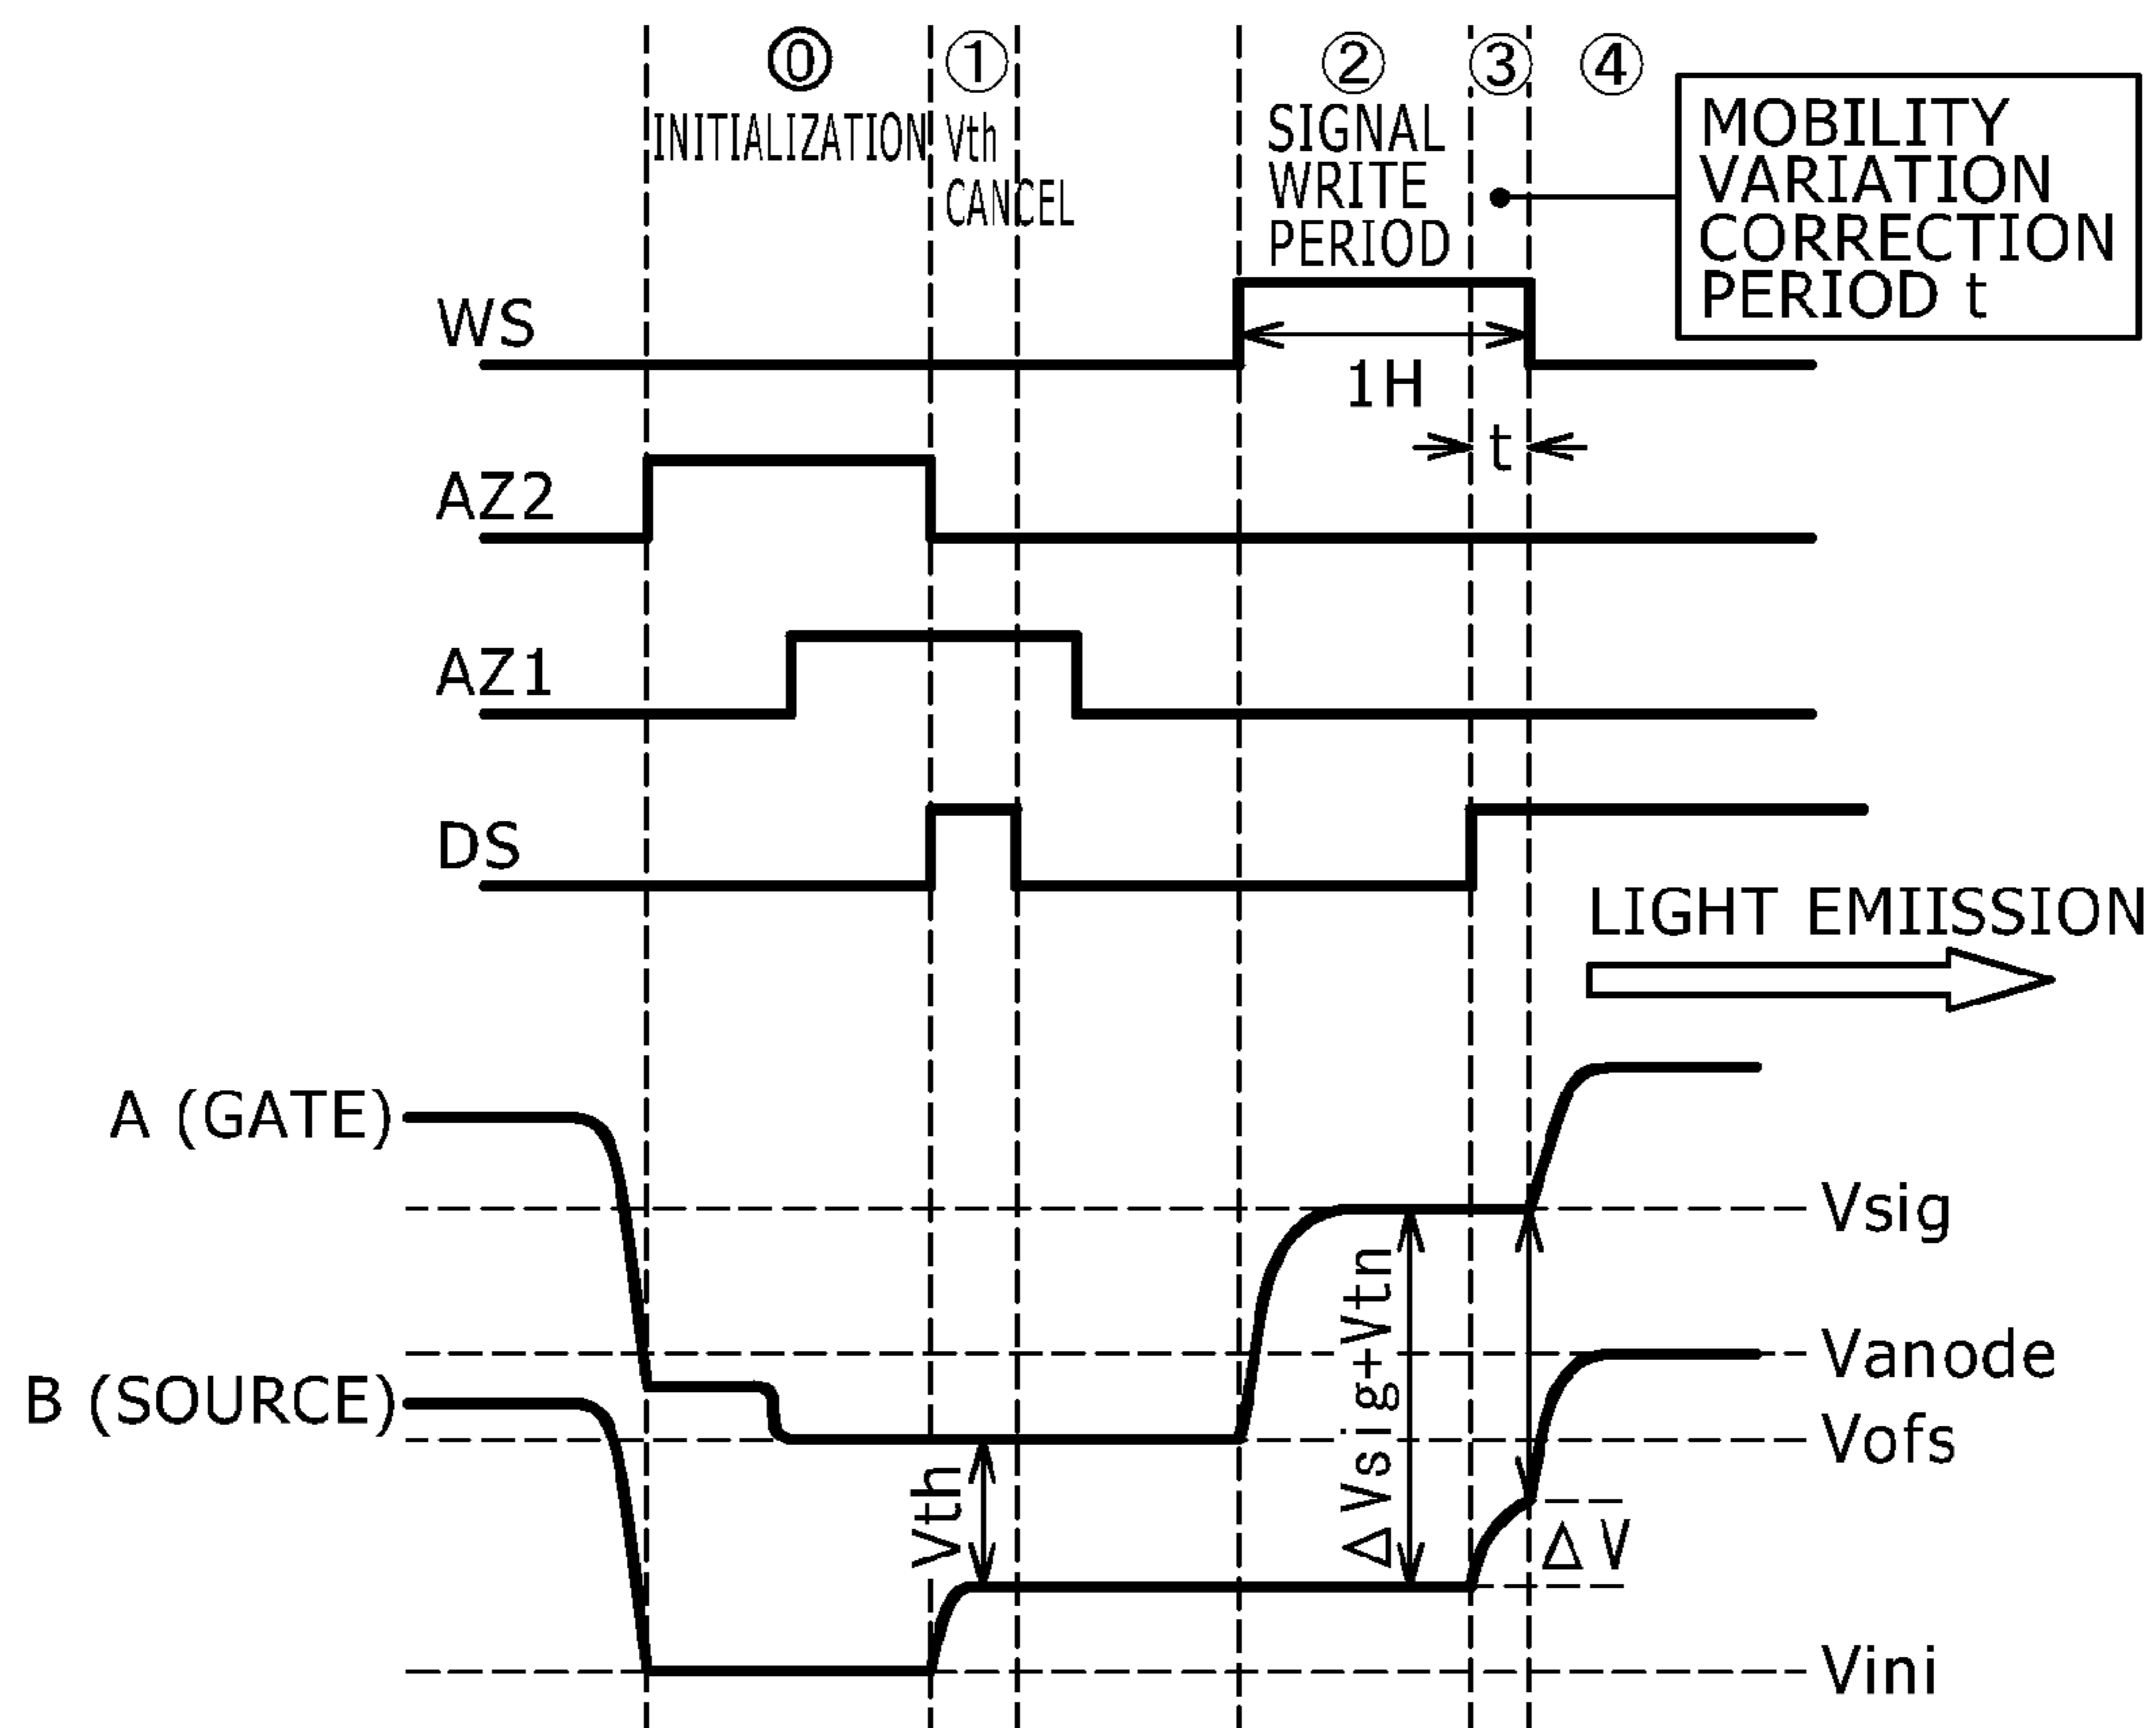 ⓪
①
②
③
④
INITIALIZATION
Vth
CANCEL
SIGNAL
WRITE
PERIOD
MOBILITY
VARIATION
CORRECTION
PERIOD t
WS
1H
t
AZ2
AZ1
DS
LIGHT EMIISSION
A (GATE)
Vsig
Vanode
B (SOURCE)
Vofs
Vth
ΔVsig+Vtn
ΔV
Vini